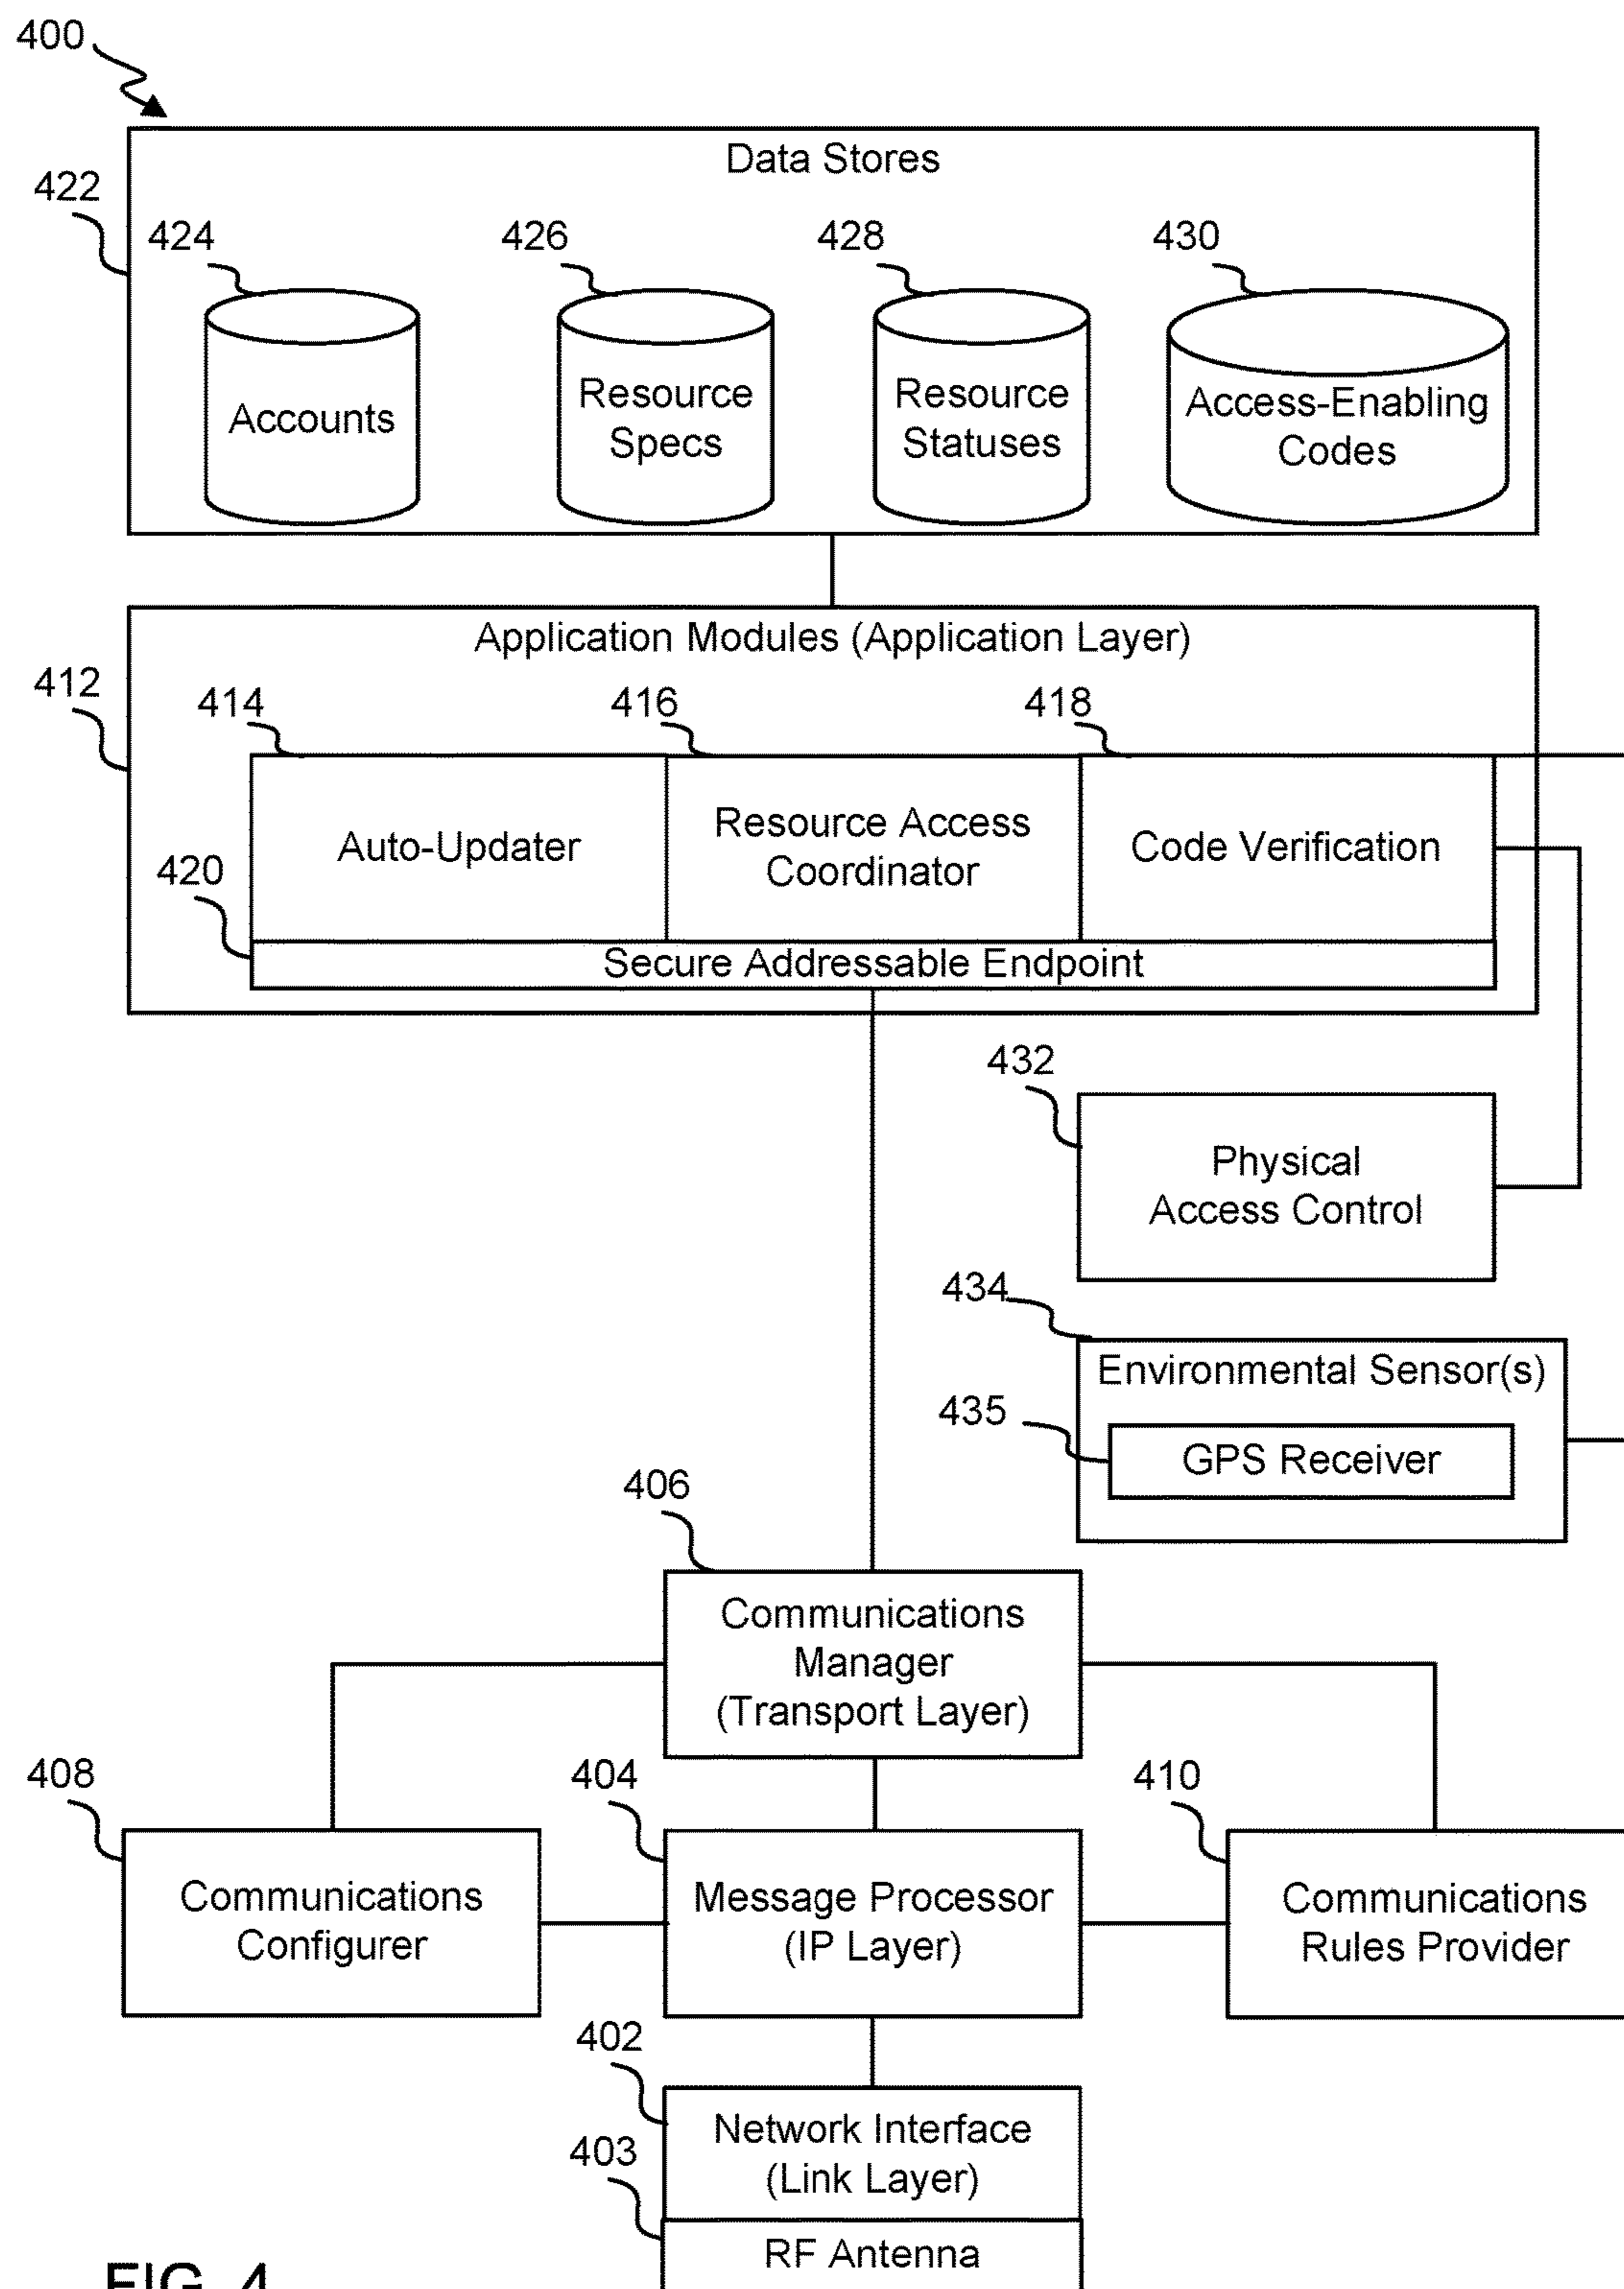 400
Data Stores
422
424
426
428
430
Accounts
Resource
Specs
Resource
Statuses
Access-Enabling
Codes
Application Modules (Application Layer)
412
414
416
418
Auto-Updater
Resource Access
Coordinator
Code Verification
420
Secure Addressable Endpoint
432
Physical
Access Control
434
Environmental Sensor(s)
435
GPS Receiver
406
Communications
Manager
(Transport Layer)
408
404
410
Communications
Configurer
Message Processor
(IP Layer)
Communications
Rules Provider
402
Network Interface
(Link Layer)
403
RF Antenna
FIG. 4